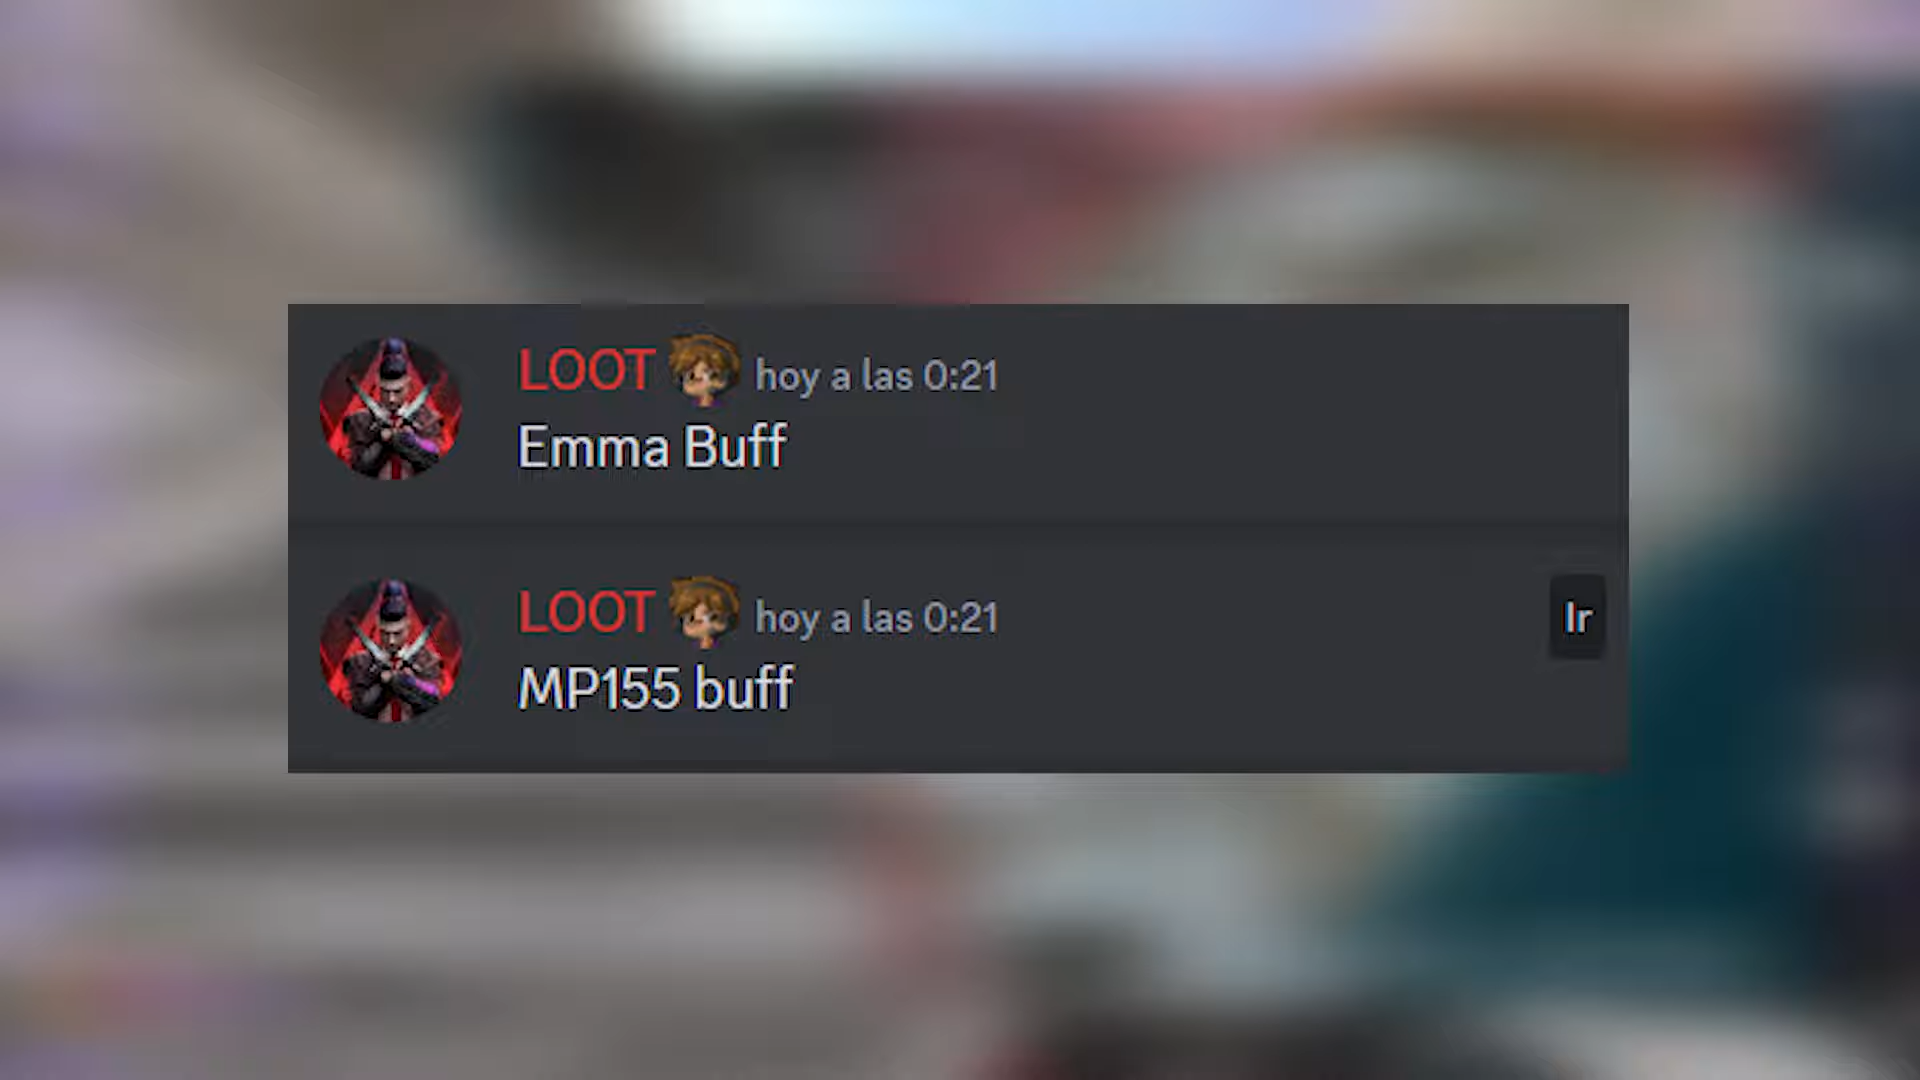 LOOT hoy a las 0:21
Emma Buff
LOOT hoy a las 0:21
Ir
MP155 buff